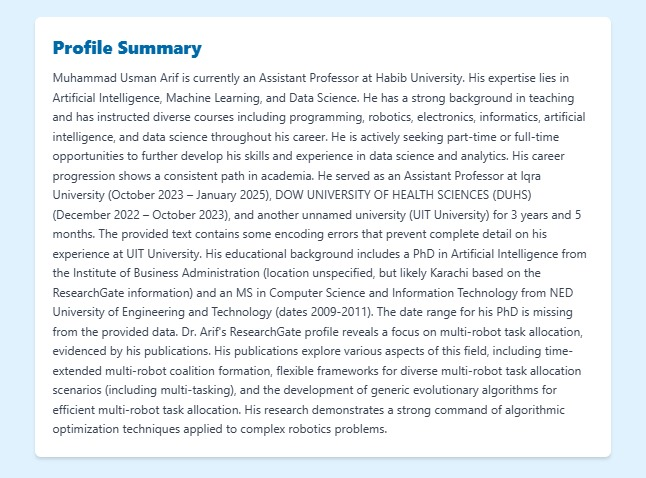 Profile Summary
Muhammad Usman Arif is currently an Assistant Professor at Habib University. His expertise lies in
Artificial Intelligence, Machine Learning, and Data Science. He has a strong background in teaching
and has instructed diverse courses including programming, robotics, electronics, informatics, artificial
intelligence, and data science throughout his career. He is actively seeking part-time or full-time
opportunities to further develop his skills and experience in data science and analytics. His career
progression shows a consistent path in academia. He served as an Assistant Professor at Iqra
University (October 2023 – January 2025), DOW UNIVERSITY OF HEALTH SCIENCES (DUHS)
(December 2022 – October 2023), and another unnamed university (UIT University) for 3 years and 5
months. The provided text contains some encoding errors that prevent complete detail on his
experience at UIT University. His educational background includes a PhD in Artificial Intelligence from
the Institute of Business Administration (location unspecified, but likely Karachi based on the
ResearchGate information) and an MS in Computer Science and Information Technology from NED
University of Engineering and Technology (dates 2009-2011). The date range for his PhD is missing
from the provided data. Dr. Arif's ResearchGate profile reveals a focus on multi-robot task allocation,
evidenced by his publications. His publications explore various aspects of this field, including time-
extended multi-robot coalition formation, flexible frameworks for diverse multi-robot task allocation
scenarios (including multi-tasking), and the development of generic evolutionary algorithms for
efficient multi-robot task allocation. His research demonstrates a strong command of algorithmic
optimization techniques applied to complex robotics problems.